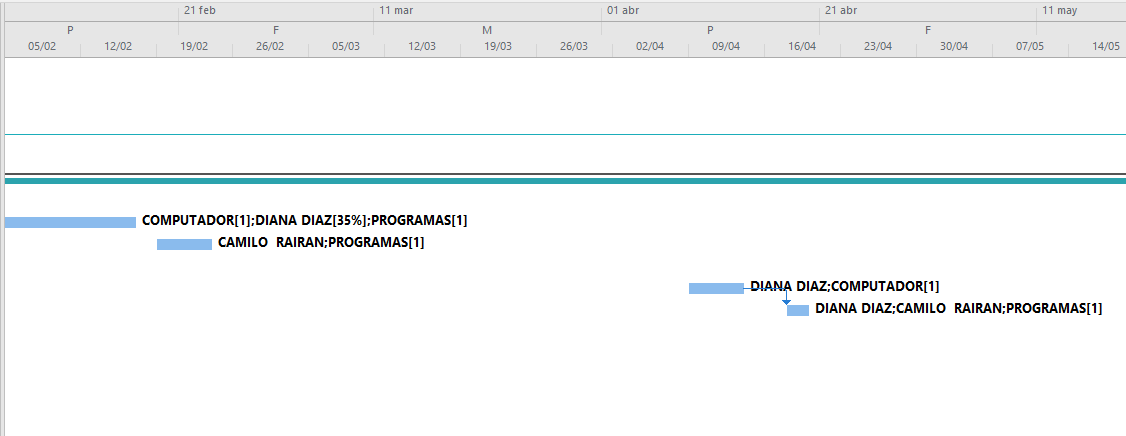 21 feb 11 mar 01 abr 21 abr 11 may
P F M P F
05/02 12/02 19/02 26/02 05/03 12/03 19/03 26/03 02/04 09/04 16/04 23/04 30/04 07/05 14/05
COMPUTADOR[1];DIANA DIAZ[35%];PROGRAMAS[1]
CAMILO RAIRAN;PROGRAMAS[1]
DIANA DIAZ;COMPUTADOR[1]
DIANA DIAZ;CAMILO RAIRAN;PROGRAMAS[1]